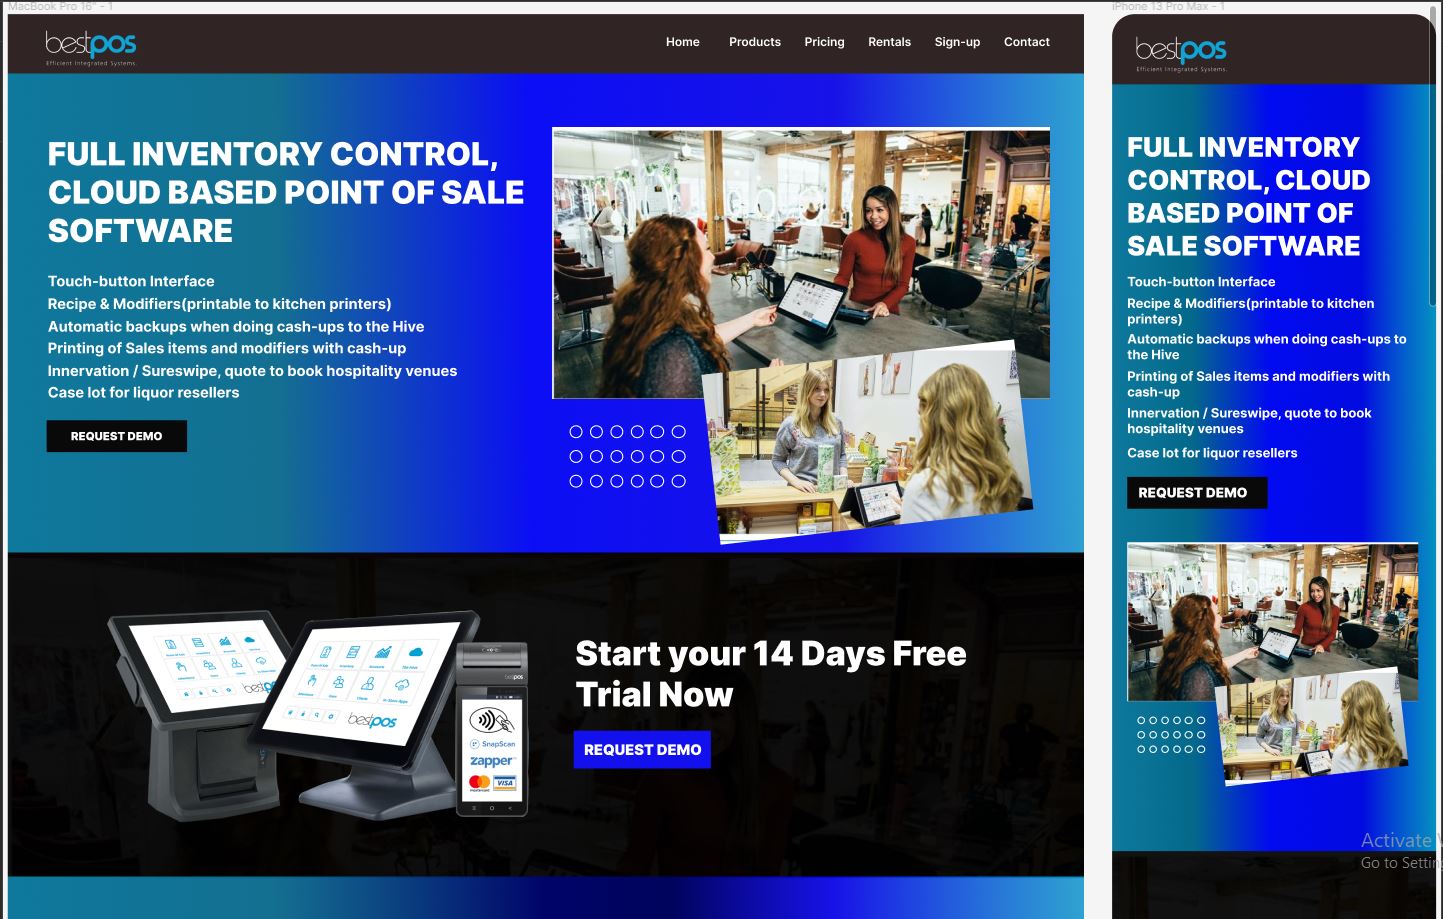 MacBook Pro 16" - 1
bestpos
Efficient Integrated Systems.
Home Products Pricing Rentals Sign-up Contact
FULL INVENTORY CONTROL,
CLOUD BASED POINT OF SALE
SOFTWARE
Touch-button Interface
Recipe & Modifiers(printable to kitchen printers)
Automatic backups when doing cash-ups to the Hive
Printing of Sales items and modifiers with cash-up
Innervation / Sureswipe, quote to book hospitality venues
Case lot for liquor resellers
REQUEST DEMO
bestpos
bestpos
bestpos
SnapScan
zapper
mastercard
VISA
Start your 14 Days Free
Trial Now
REQUEST DEMO
iPhone 13 Pro Max - 1
bestpos
Efficient Integrated Systems.
FULL INVENTORY
CONTROL, CLOUD
BASED POINT OF
SALE SOFTWARE
Touch-button Interface
Recipe & Modifiers(printable to kitchen
printers)
Automatic backups when doing cash-ups to
the Hive
Printing of Sales items and modifiers with
cash-up
Innervation / Sureswipe, quote to book
hospitality venues
Case lot for liquor resellers
REQUEST DEMO
Activate
Go to